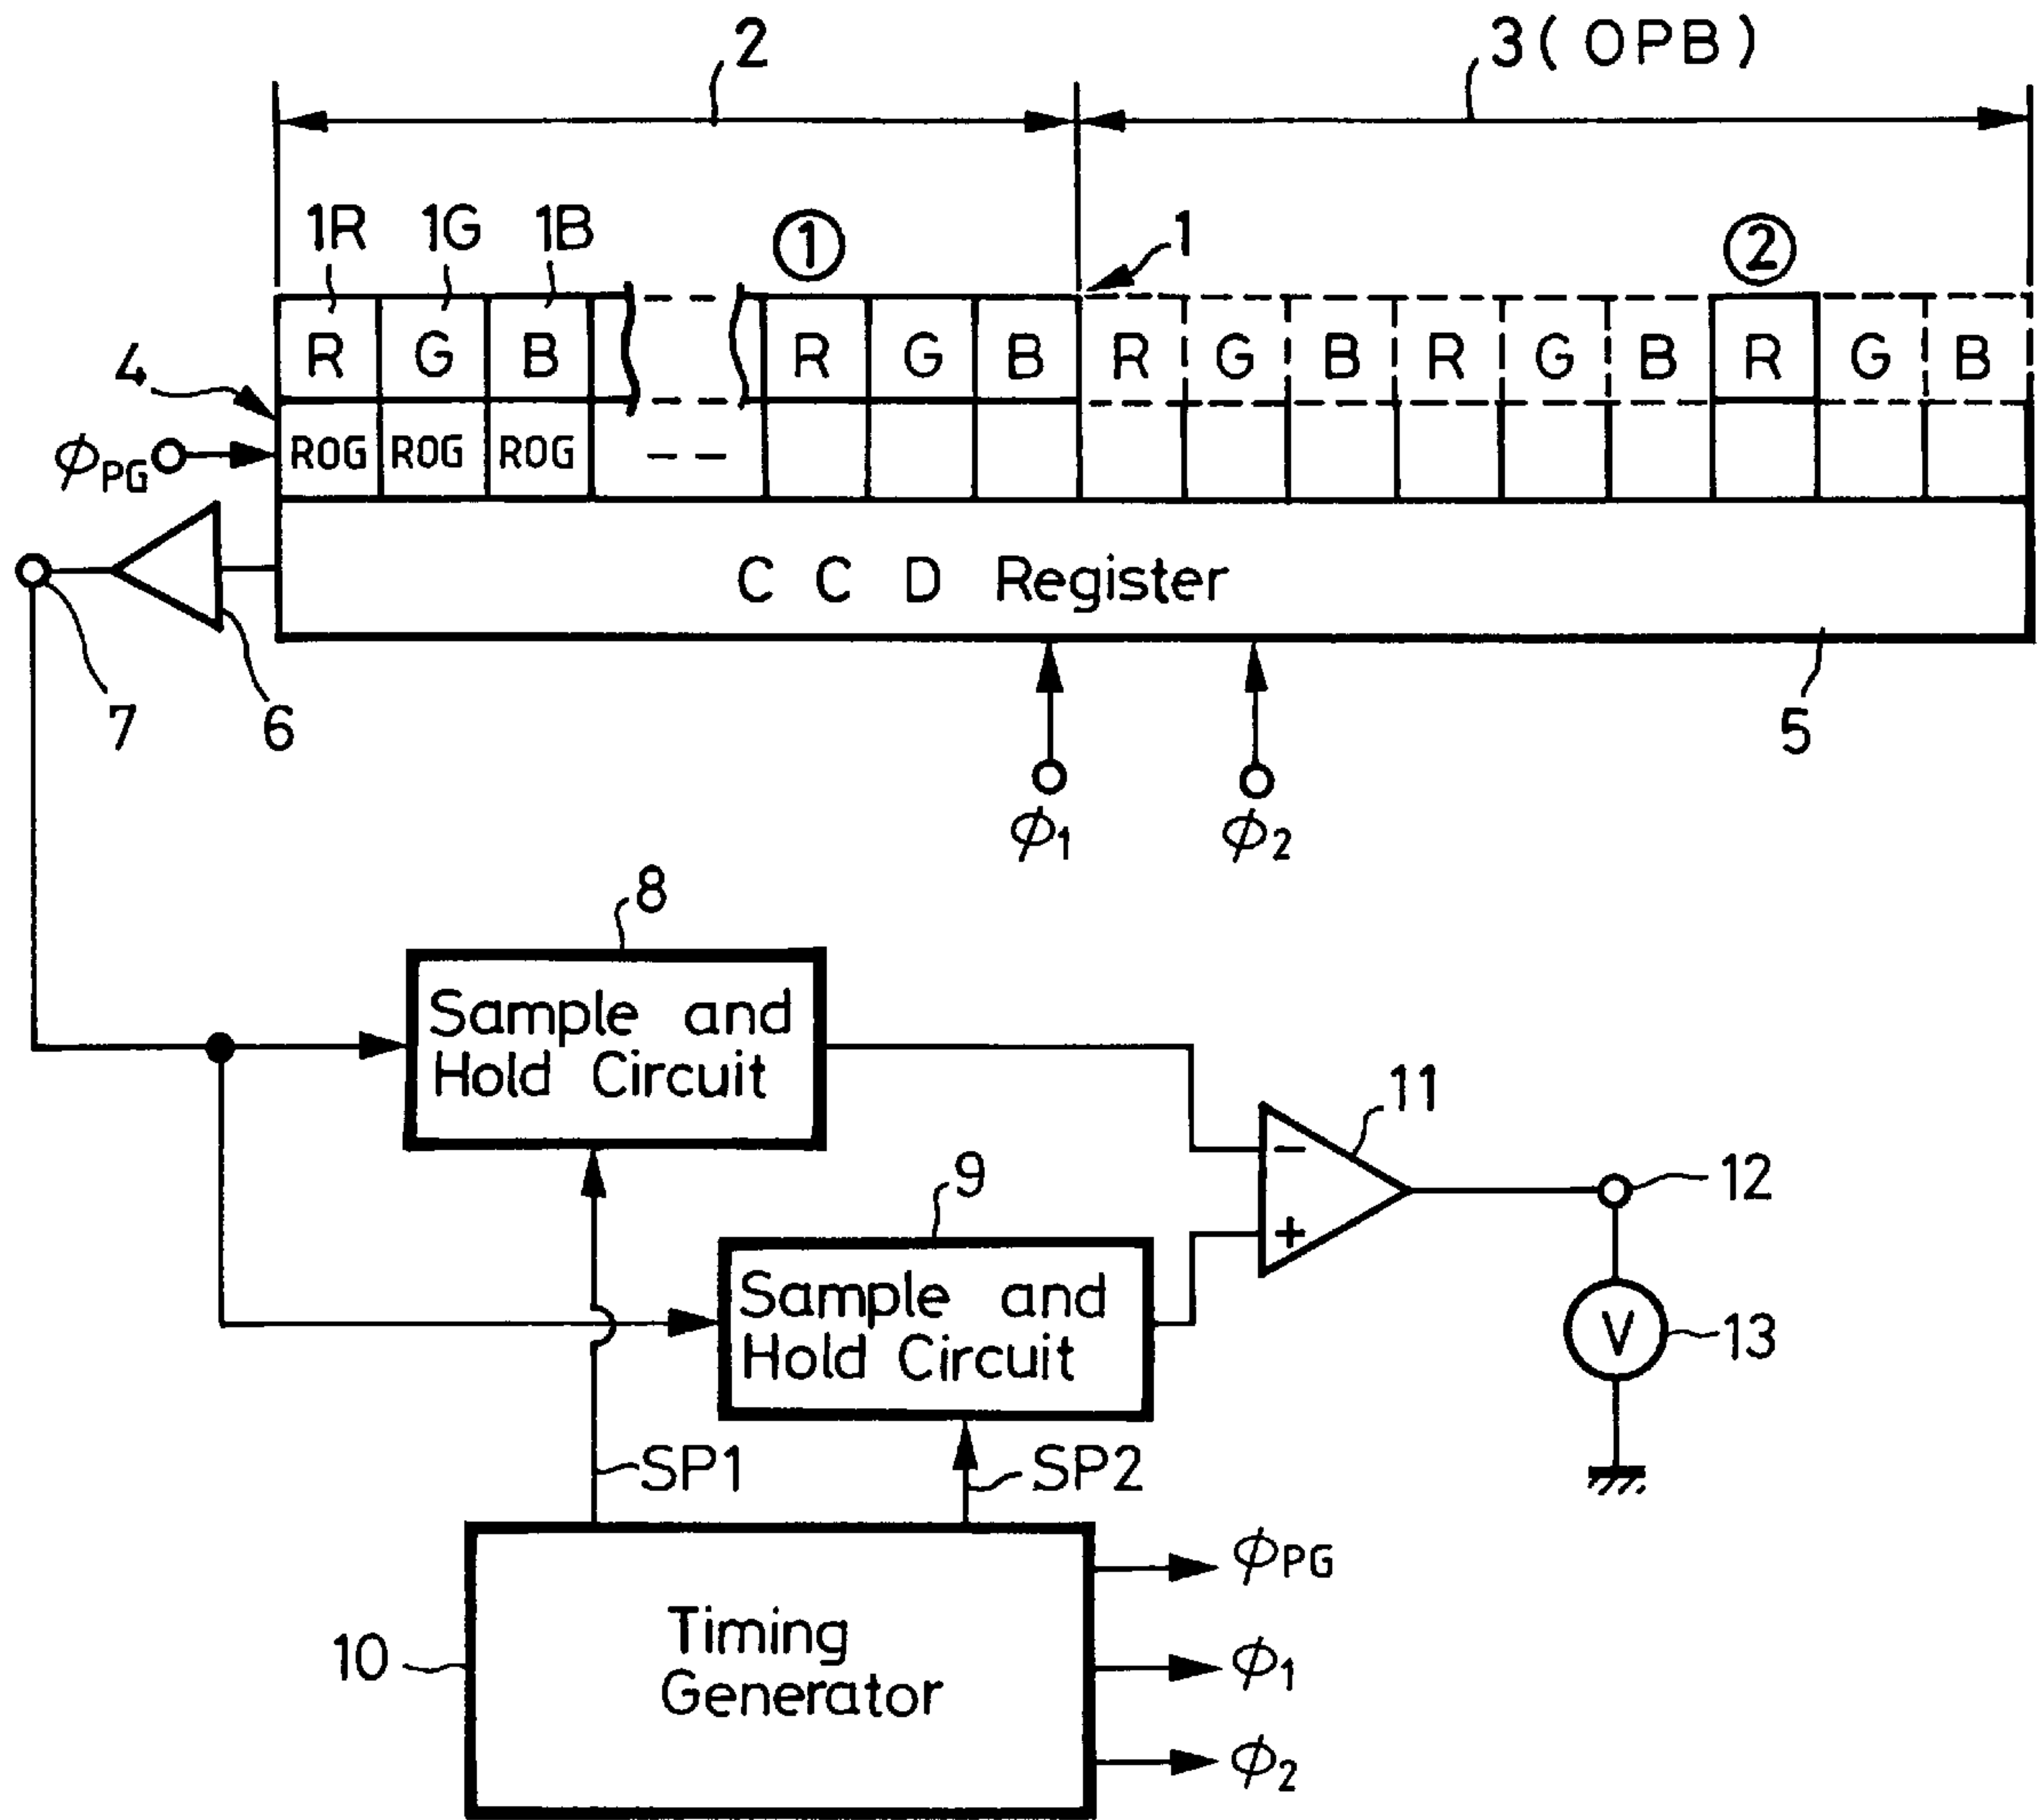 2 3(OPB)
1R 1G 1B ① 1 ②
R G B R G B R G B R G B R G B
4
ROG ROG ROG
ϕPG
C C D Register
7 6 5
ϕ1 ϕ2
8
Sample and
Hold Circuit
11
9
12
Sample and
Hold Circuit
V 13
SP1 SP2
ϕPG
10
Timing
Generator
ϕ1
ϕ2